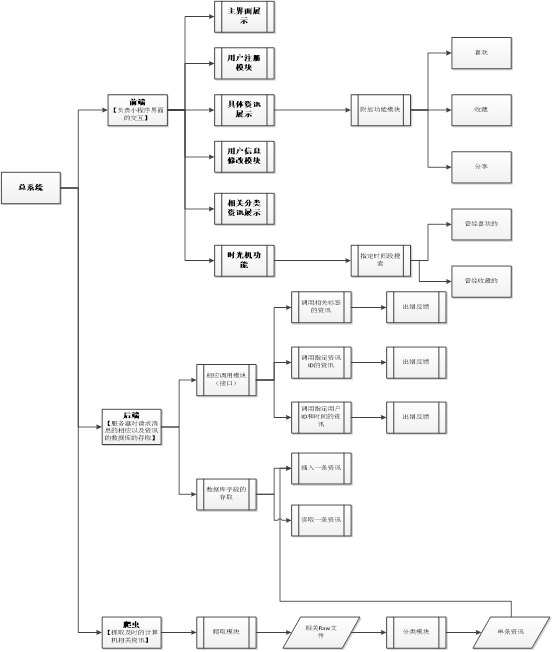 主界面展
示
用户注册
模块
具体资讯
展示
用户信息
修改模块
相关分类
资讯展示
时光机功
能
前端
【负责小程序界面
的交互】
附加功能模块
喜欢
收藏
分享
总系统
指定时间段搜
索
曾经喜欢的
曾经收藏的
调用相关标签
的资讯
出错反馈
相应调用模块
(接口)
调用指定资讯
ID的资讯
出错反馈
调用指定用户
ID和时间的资
讯
出错反馈
后端
【服务器对请求消
息的相应以及资讯
的数据库的存取】
数据库字段的
存取
插入一条资讯
读取一条资讯
爬虫
【抓取及时的计算
机相关资讯】
爬取模块
相关Raw文
件
分类模块
单条资讯